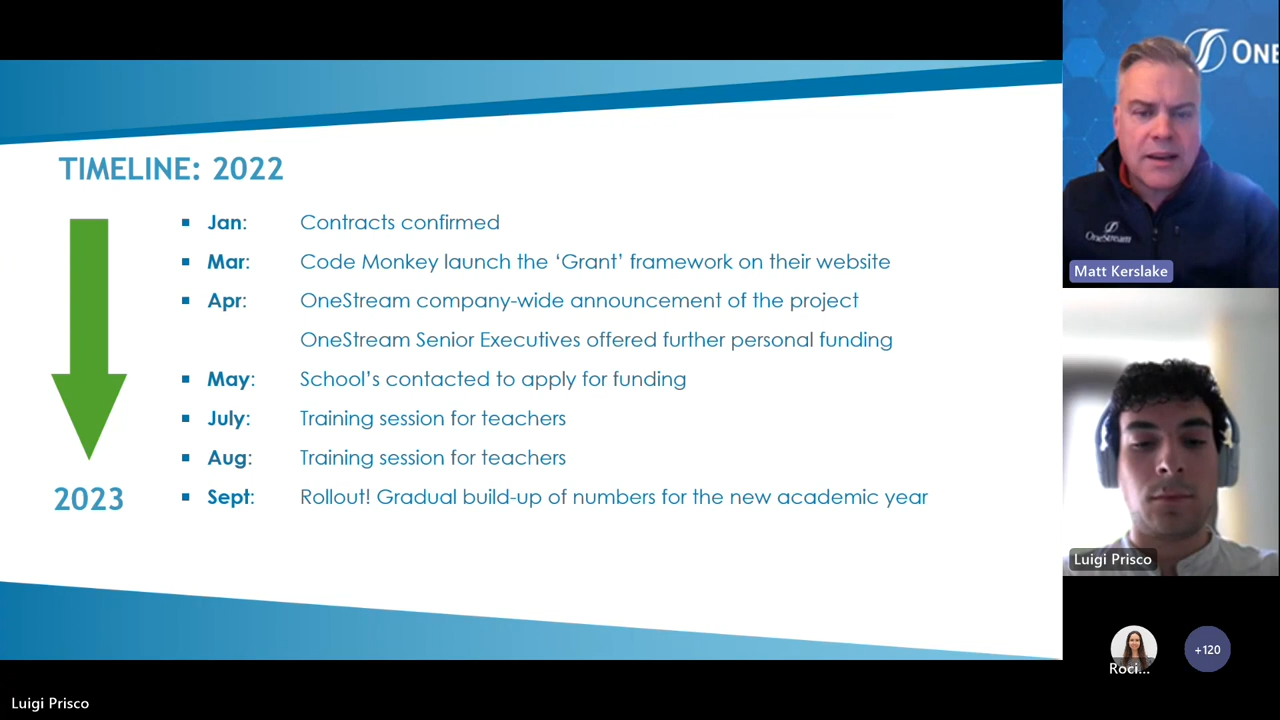 TIMELINE: 2022
▪ Jan: Contracts confirmed
▪ Mar: Code Monkey launch the ‘Grant’ framework on their website
▪ Apr: OneStream company-wide announcement of the project
OneStream Senior Executives offered further personal funding
▪ May: School’s contacted to apply for funding
▪ July: Training session for teachers
▪ Aug: Training session for teachers
▪ Sept: Rollout! Gradual build-up of numbers for the new academic year
2023
ONE
OneStream
Matt Kerslake
Luigi Prisco
Roci...
+120
Luigi Prisco